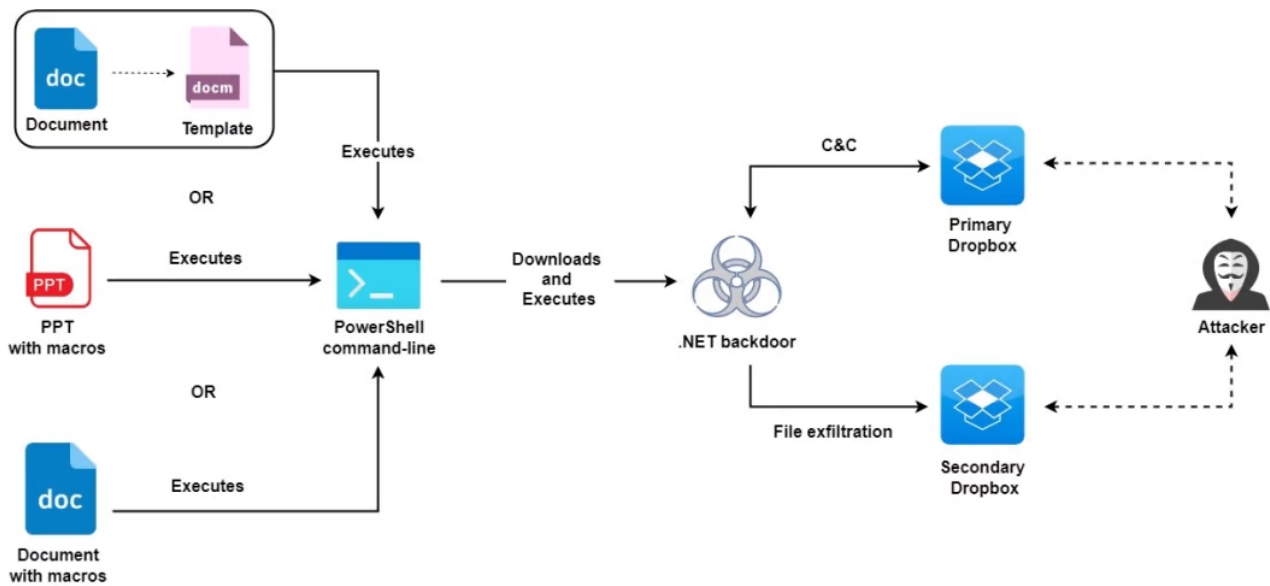 doc
docm
Document
Template
Executes
OR
PPT
Executes
PPT
with macros
PowerShell
command-line
Downloads
and
Executes
.NET backdoor
C&C
Primary
Dropbox
Attacker
OR
doc
Executes
Document
with macros
File exfiltration
Secondary
Dropbox